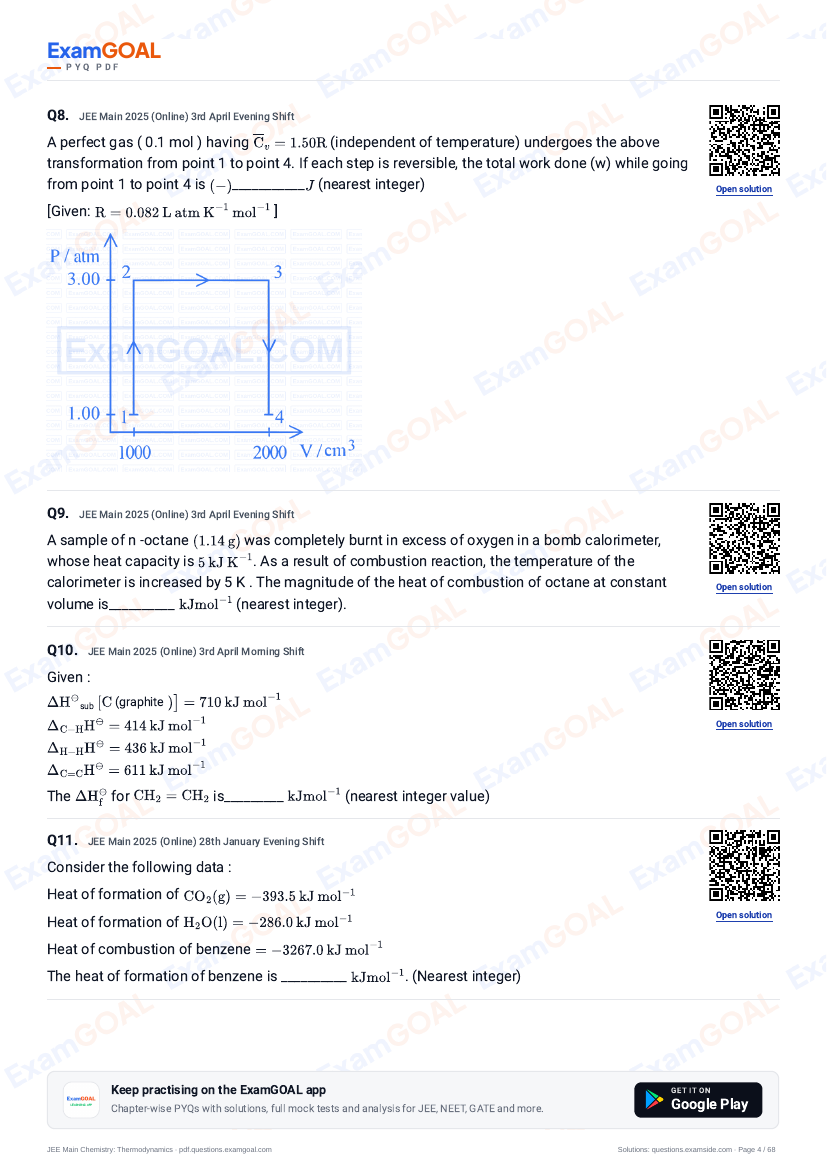 ExamGOAL
PYQ PDF
Q8. JEE Main 2025 (Online) 3rd April Evening Shift
A perfect gas ( 0.1 mol ) having C̅ᵥ = 1.50R (independent of temperature) undergoes the above
transformation from point 1 to point 4. If each step is reversible, the total work done (w) while going
from point 1 to point 4 is (−)___________J (nearest integer)
[Given: R = 0.082 L atm K⁻¹ mol⁻¹ ]
Open solution
P / atm
3.00
2
3
ExamGOAL.COM
1.00
1
4
1000
2000
V/cm³
Q9. JEE Main 2025 (Online) 3rd April Evening Shift
A sample of n -octane (1.14 g) was completely burnt in excess of oxygen in a bomb calorimeter,
whose heat capacity is 5 kJ K⁻¹. As a result of combustion reaction, the temperature of the
calorimeter is increased by 5 K . The magnitude of the heat of combustion of octane at constant
volume is__________ kJmol⁻¹ (nearest integer).
Open solution
Q10. JEE Main 2025 (Online) 3rd April Morning Shift
Given :
ΔH⊖ sub [C (graphite )] = 710 kJ mol⁻¹
Δ C−H H⊖ = 414 kJ mol⁻¹
Δ H−H H⊖ = 436 kJ mol⁻¹
Δ C=C H⊖ = 611 kJ mol⁻¹
The ΔH⊖ f for CH₂ = CH₂ is_________ kJmol⁻¹ (nearest integer value)
Open solution
Q11. JEE Main 2025 (Online) 28th January Evening Shift
Consider the following data :
Heat of formation of CO₂(g) = −393.5 kJ mol⁻¹
Heat of formation of H₂O(l) = −286.0 kJ mol⁻¹
Heat of combustion of benzene = −3267.0 kJ mol⁻¹
The heat of formation of benzene is __________ kJmol⁻¹. (Nearest integer)
Open solution
ExamGOAL
Keep practising on the ExamGOAL app
Chapter-wise PYQs with solutions, full mock tests and analysis for JEE, NEET, GATE and more.
GET IT ON
Google Play
JEE Main Chemistry: Thermodynamics · pdf.questions.examgoal.com
Solutions: questions.examside.com · Page 4 / 68